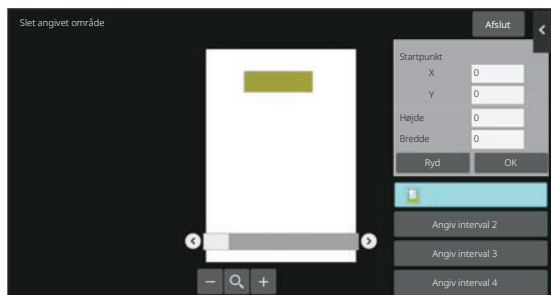 Slet angivet område
Afslut
Startpunkt
X 0
Y 0
Højde 0
Bredde 0
Ryd OK
Angiv interval 2
Angiv interval 3
Angiv interval 4